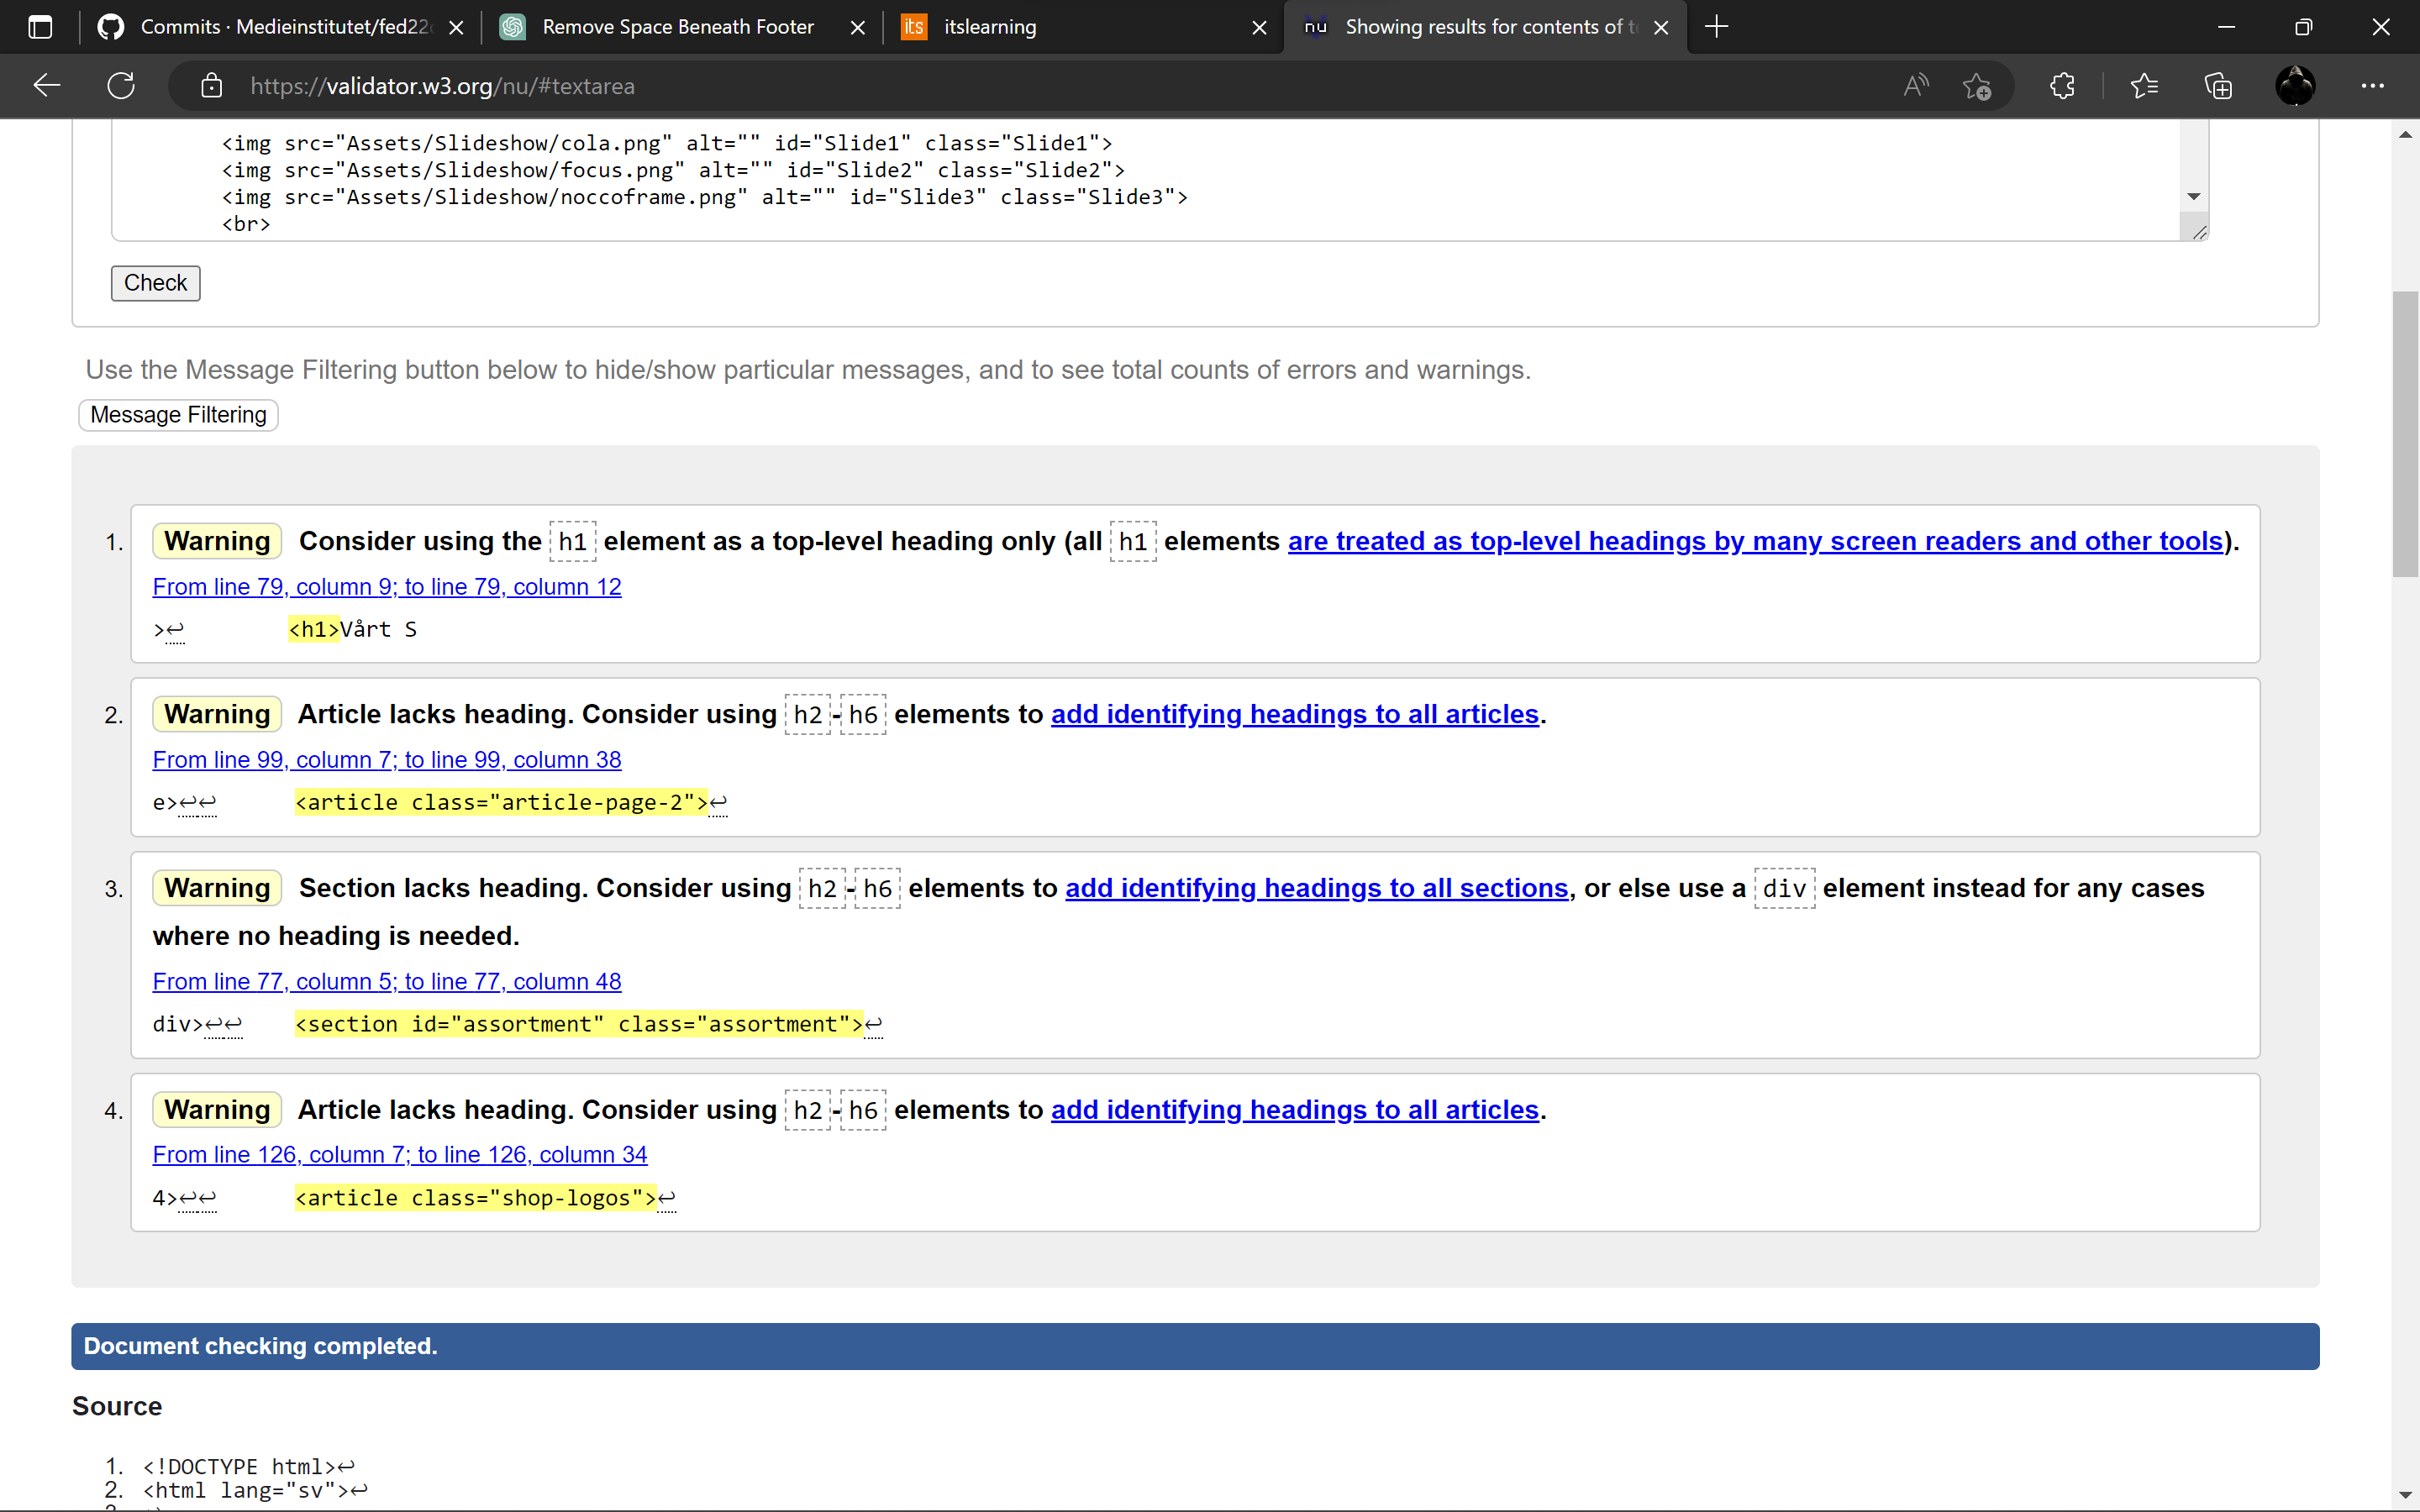 Commits · Medieinstitutet/fed22
Remove Space Beneath Footer
its itslearning
nu Showing results for contents of t
https://validator.w3.org/nu/#textarea
<img src="Assets/Slideshow/cola.png" alt="" id="Slide1" class="Slide1">
<img src="Assets/Slideshow/focus.png" alt="" id="Slide2" class="Slide2">
<img src="Assets/Slideshow/noccoframe.png" alt="" id="Slide3" class="Slide3">
<br>
Check
Use the Message Filtering button below to hide/show particular messages, and to see total counts of errors and warnings.
Message Filtering
1. Warning Consider using the h1 element as a top-level heading only (all h1 elements are treated as top-level headings by many screen readers and other tools).
From line 79, column 9; to line 79, column 12
>↩ <h1>Vårt S
2. Warning Article lacks heading. Consider using h2-h6 elements to add identifying headings to all articles.
From line 99, column 7; to line 99, column 38
e>↩↩ <article class="article-page-2">↩
3. Warning Section lacks heading. Consider using h2-h6 elements to add identifying headings to all sections, or else use a div element instead for any cases
where no heading is needed.
From line 77, column 5; to line 77, column 48
div>↩↩ <section id="assortment" class="assortment">↩
4. Warning Article lacks heading. Consider using h2-h6 elements to add identifying headings to all articles.
From line 126, column 7; to line 126, column 34
4>↩↩ <article class="shop-logos">↩
Document checking completed.
Source
1. <!DOCTYPE html>↩
2. <html lang="sv">↩